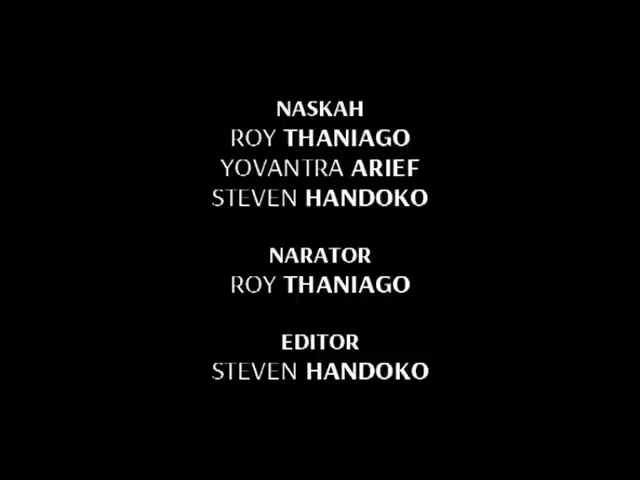 NASKAH
ROY THANIAGO
YOVANTRA ARIEF
STEVEN HANDOKO
NARATOR
ROY THANIAGO
EDITOR
STEVEN HANDOKO